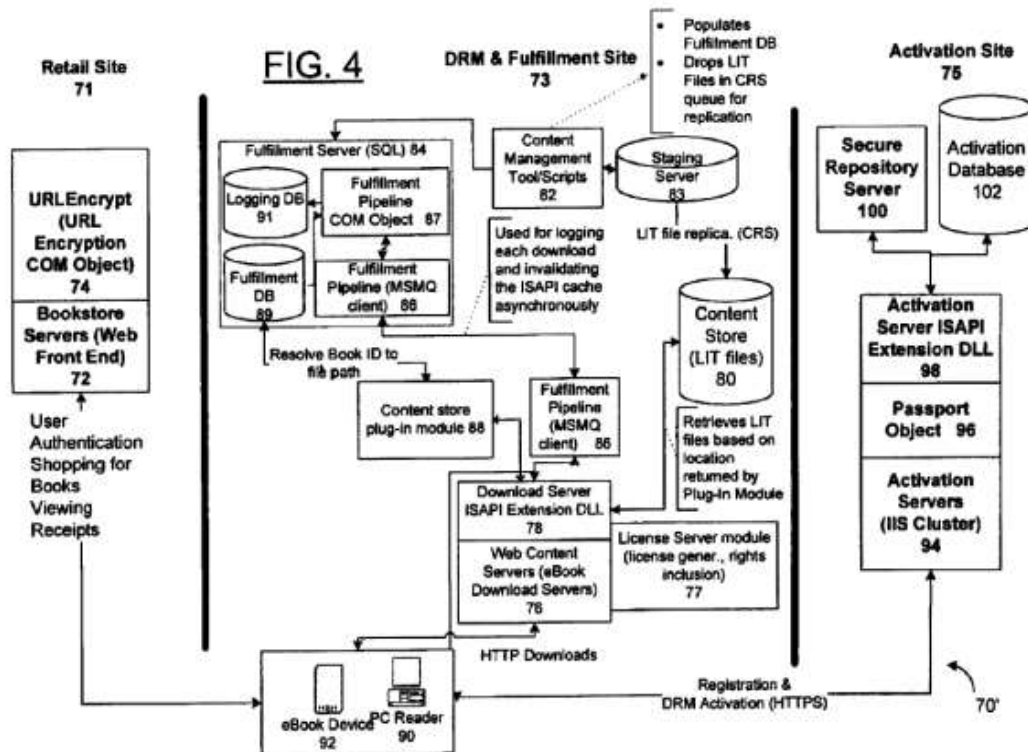 FIG. 4
Retail Site
71
DRM & Fulfillment Site
73
Activation Site
75
• Populates
Fulfillment DB
• Drops LIT
Files in CRS
queue for
replication
URLEncrypt (URL
Encryption
COM Object)
74
Bookstore
Servers (Web
Front End)
72
User
Authentication
Shopping for
Books
Viewing
Receipts
Fulfillment Server (SQL) 84
Logging DB
91
Fulfillment
Pipeline
COM Object 87
Fulfillment
DB
89
Fulfillment
Pipeline (MSMQ
client) 86
Content
Management
Tool/Scripts
82
Staging
Server
83
Used for logging
each download
and invalidating
the ISAPI cache
asynchronously
LIT file replica. (CRS)
Content
Store
(LIT files)
80
Resolve Book ID to
file path
Content store
plug-in module 88
Fulfillment
Pipeline
(MSMQ
client) 86
Retrieves LIT
files based on
location
returned by
Plug-In Module
Download Server
ISAPI Extension DLL
78
Web Content
Servers (eBook
Download Servers)
76
License Server module
(license gener., rights
inclusion)
77
HTTP Downloads
eBook Device
92
PC Reader
90
Registration &
DRM Activation (HTTPS)
Secure
Repository
Server
100
Activation
Database
102
Activation
Server ISAPI
Extension DLL
98
Passport
Object 96
Activation
Servers
(IIS Cluster)
94
70'